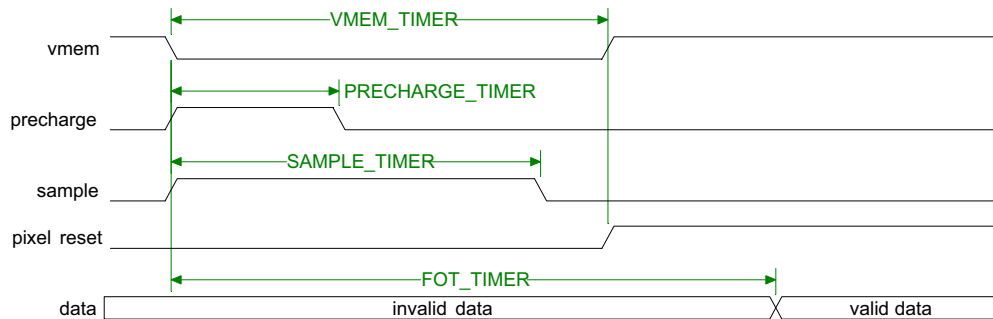 VMEM_TIMER
vmem
PRECHARGE_TIMER
precharge
SAMPLE_TIMER
sample
pixel reset
FOT_TIMER
data invalid data valid data